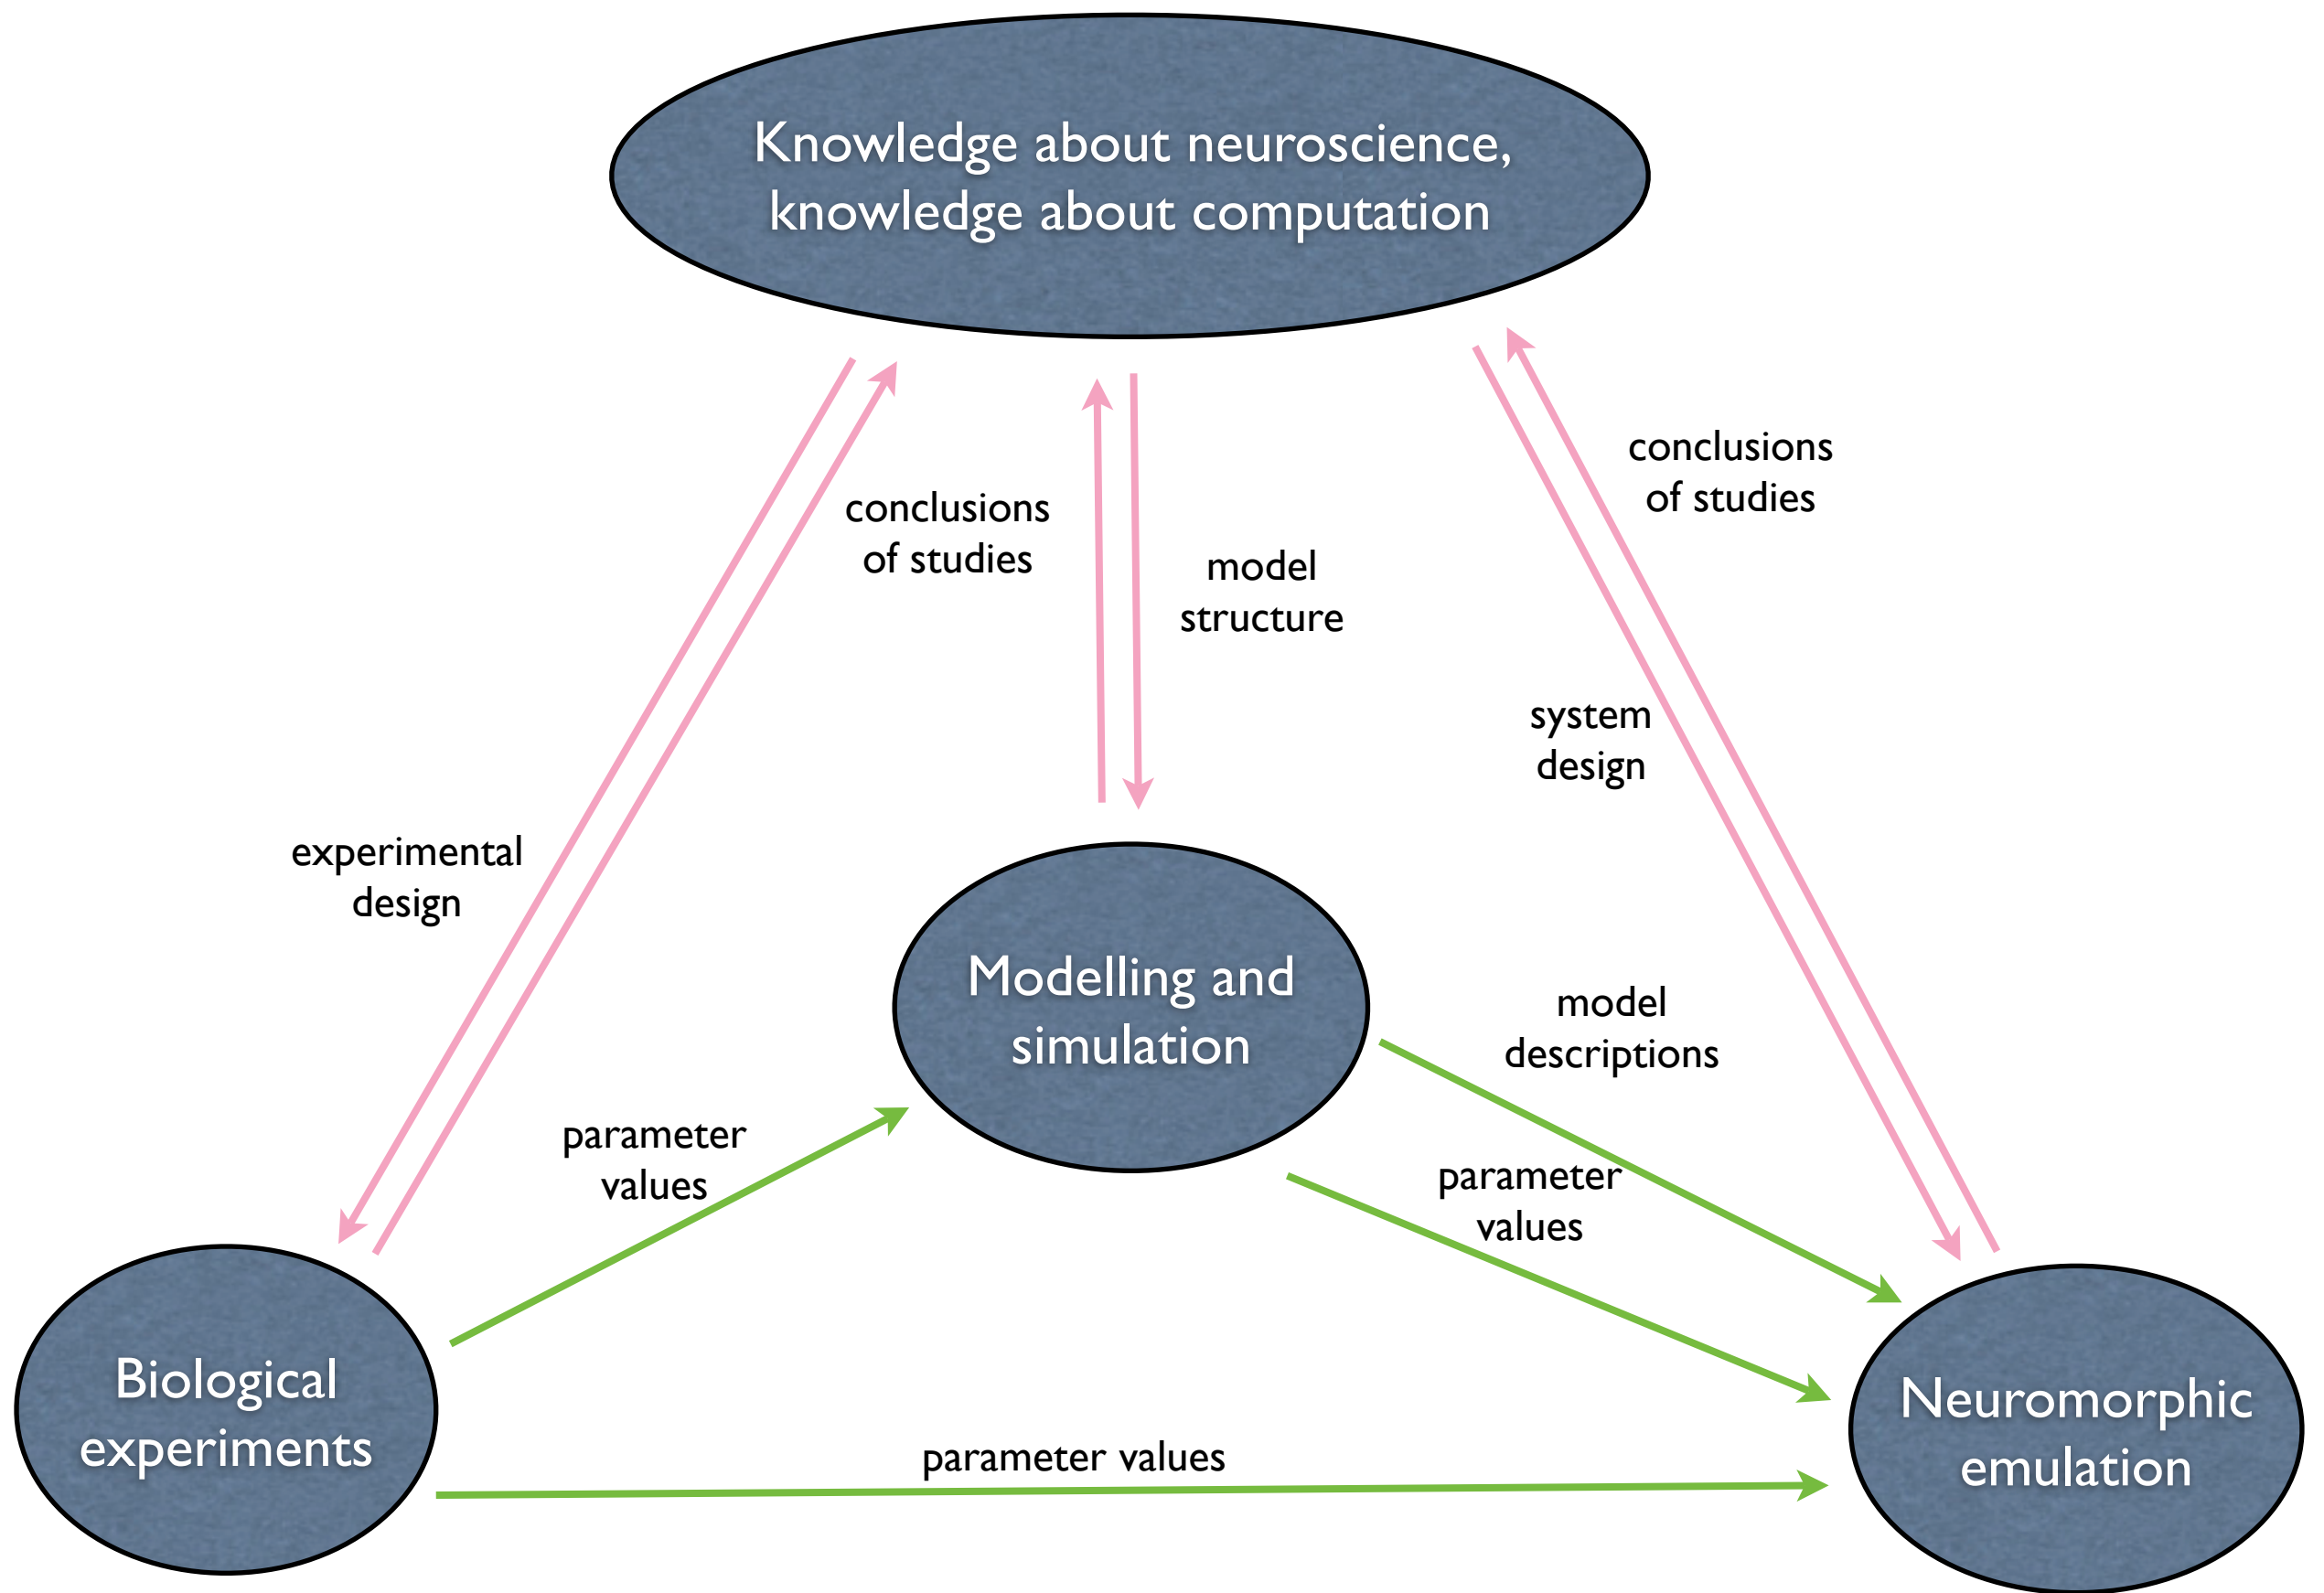 Knowledge about neuroscience,
knowledge about computation
conclusions
of studies
conclusions
of studies
model
structure
system
design
experimental
design
Modelling and
simulation
model
descriptions
parameter
values
parameter
values
Biological
experiments
Neuromorphic
emulation
parameter values